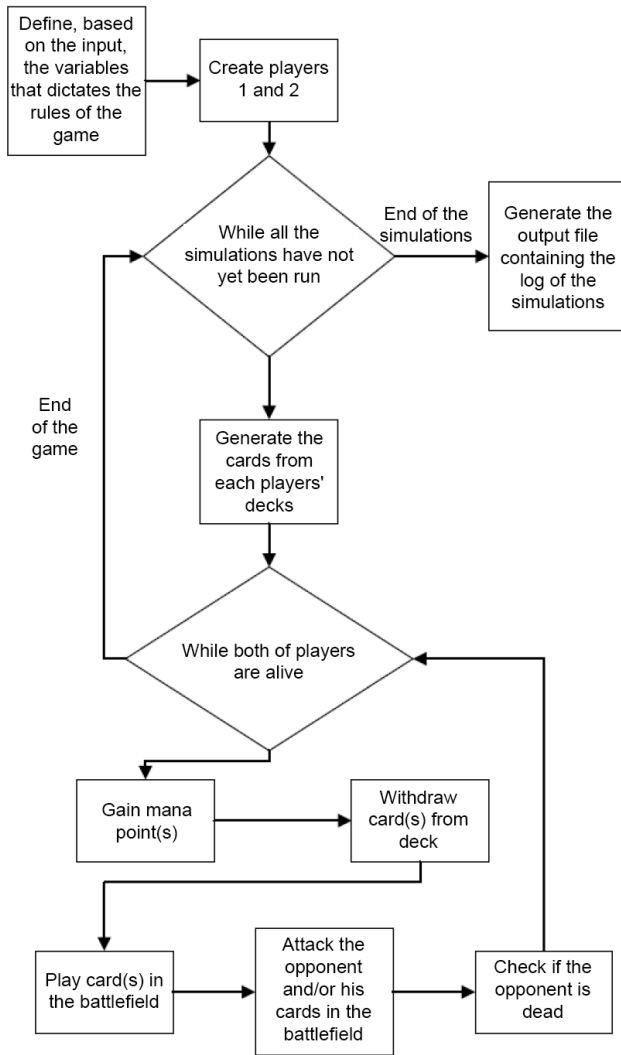 Define, based
on the input,
the variables
that dictates the
rules of the
game
Create players
1 and 2
While all the
simulations have not
yet been run
End of the
simulations
Generate the
output file
containing the
log of the
simulations
End
of the
game
Generate the
cards from
each players'
decks
While both of players
are alive
Gain mana
point(s)
Withdraw
card(s) from
deck
Play card(s) in
the battlefield
Attack the
opponent
and/or his
cards in the
battlefield
Check if the
opponent is
dead